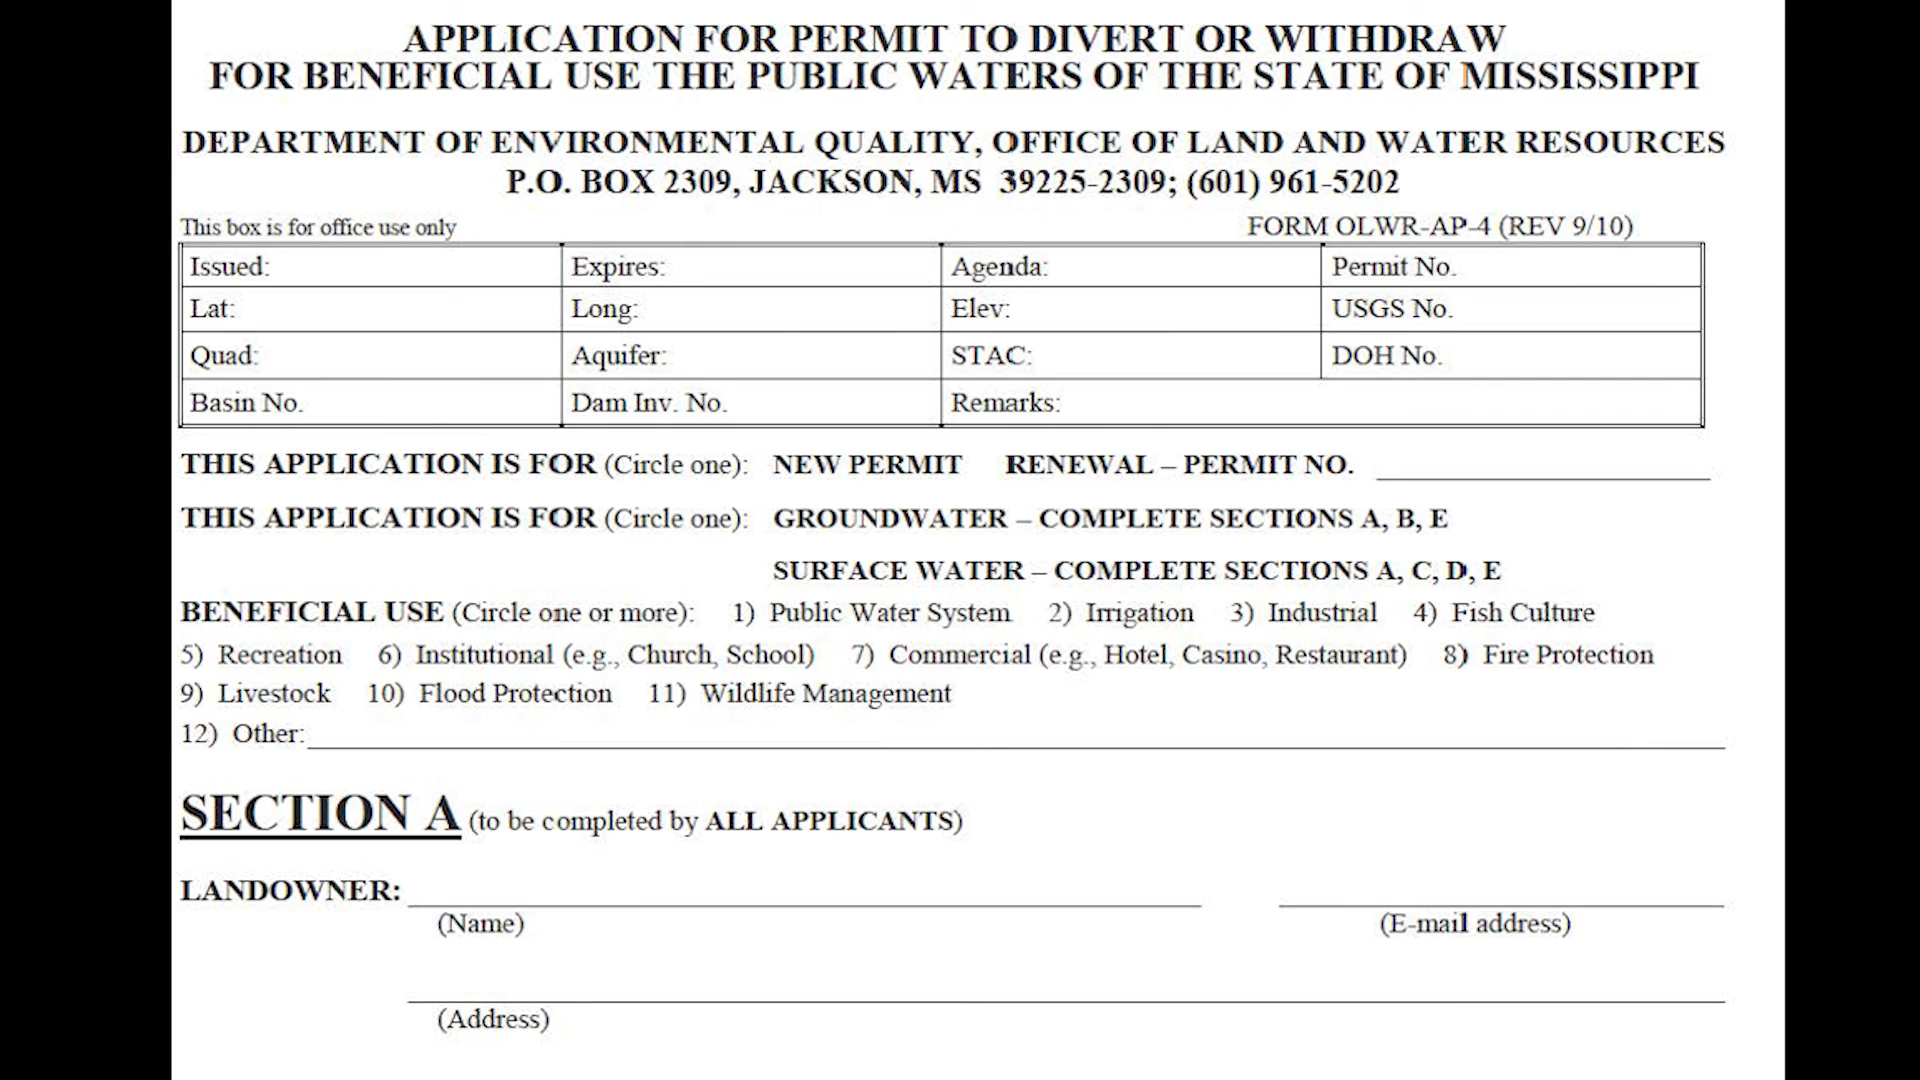 APPLICATION FOR PERMIT TO DIVERT OR WITHDRAW
FOR BENEFICIAL USE THE PUBLIC WATERS OF THE STATE OF MISSISSIPPI
DEPARTMENT OF ENVIRONMENTAL QUALITY, OFFICE OF LAND AND WATER RESOURCES
P.O. BOX 2309, JACKSON, MS 39225-2309; (601) 961-5202
This box is for office use only FORM OLWR-AP-4 (REV 9/10)
Issued: Expires: Agenda: Permit No.
Lat: Long: Elev: USGS No.
Quad: Aquifer: STAC: DOH No.
Basin No. Dam Inv. No. Remarks:
THIS APPLICATION IS FOR (Circle one): NEW PERMIT RENEWAL – PERMIT NO.
THIS APPLICATION IS FOR (Circle one): GROUNDWATER – COMPLETE SECTIONS A, B, E
SURFACE WATER – COMPLETE SECTIONS A, C, D, E
BENEFICIAL USE (Circle one or more): 1) Public Water System 2) Irrigation 3) Industrial 4) Fish Culture
5) Recreation 6) Institutional (e.g., Church, School) 7) Commercial (e.g., Hotel, Casino, Restaurant) 8) Fire Protection
9) Livestock 10) Flood Protection 11) Wildlife Management
12) Other:
SECTION A (to be completed by ALL APPLICANTS)
LANDOWNER:
(Name) (E-mail address)
(Address)